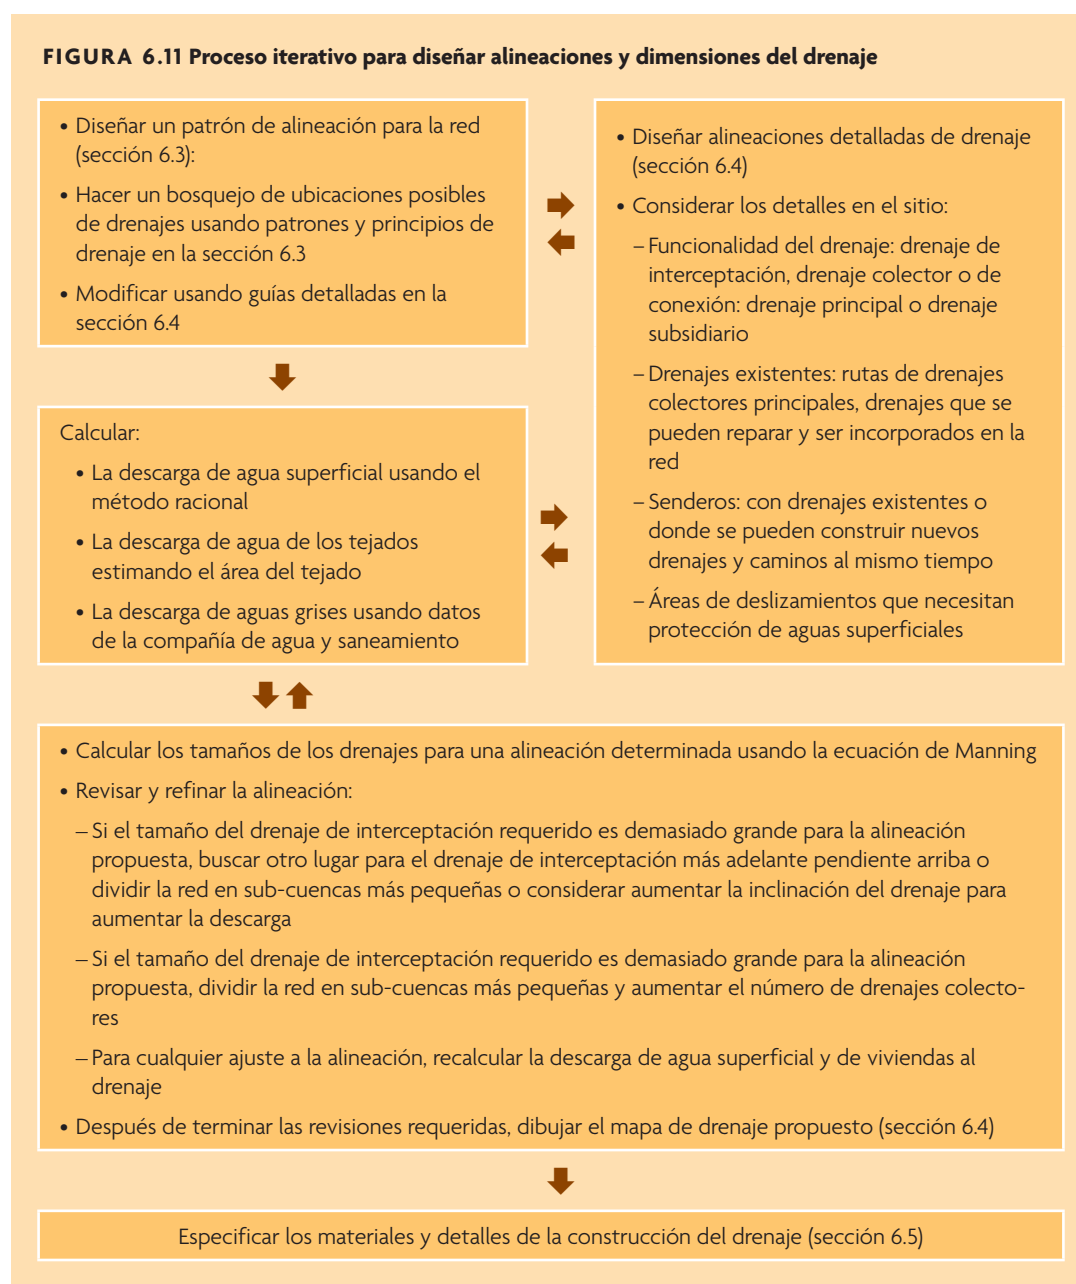 FIGURA 6.11 Proceso iterativo para diseñar alineaciones y dimensiones del drenaje
• Diseñar un patrón de alineación para la red
(sección 6.3):
• Hacer un bosquejo de ubicaciones posibles
de drenajes usando patrones y principios de
drenaje en la sección 6.3
• Modificar usando guías detalladas en la
sección 6.4
• Diseñar alineaciones detalladas de drenaje
(sección 6.4)
• Considerar los detalles en el sitio:
– Funcionalidad del drenaje: drenaje de
interceptación, drenaje colector o de
conexión: drenaje principal o drenaje
subsidiario
– Drenajes existentes: rutas de drenajes
colectores principales, drenajes que se
pueden reparar y ser incorporados en la
red
– Senderos: con drenajes existentes o
donde se pueden construir nuevos
drenajes y caminos al mismo tiempo
– Áreas de deslizamientos que necesitan
protección de aguas superficiales
Calcular:
• La descarga de agua superficial usando el
método racional
• La descarga de agua de los tejados
estimando el área del tejado
• La descarga de aguas grises usando datos
de la compañía de agua y saneamiento
• Calcular los tamaños de los drenajes para una alineación determinada usando la ecuación de Manning
• Revisar y refinar la alineación:
– Si el tamaño del drenaje de interceptación requerido es demasiado grande para la alineación
propuesta, buscar otro lugar para el drenaje de interceptación más adelante pendiente arriba o
dividir la red en sub-cuencas más pequeñas o considerar aumentar la inclinación del drenaje para
aumentar la descarga
– Si el tamaño del drenaje de interceptación requerido es demasiado grande para la alineación
propuesta, dividir la red en sub-cuencas más pequeñas y aumentar el número de drenajes colecto-
res
– Para cualquier ajuste a la alineación, recalcular la descarga de agua superficial y de viviendas al
drenaje
• Después de terminar las revisiones requeridas, dibujar el mapa de drenaje propuesto (sección 6.4)
Especificar los materiales y detalles de la construcción del drenaje (sección 6.5)